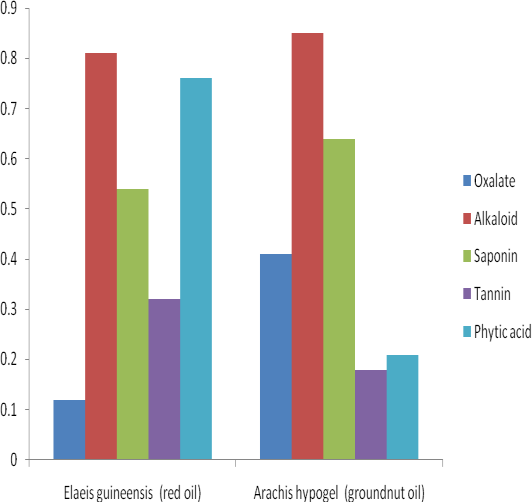 0.9
0.8
0.7
0.6
0.5
0.4
0.3
0.2
0.1
0
Oxalate
Alkaloid
Saponin
Tannin
Phytic acid
Elaeis guineensis (red oil) Arachis hypogel (groundnut oil)